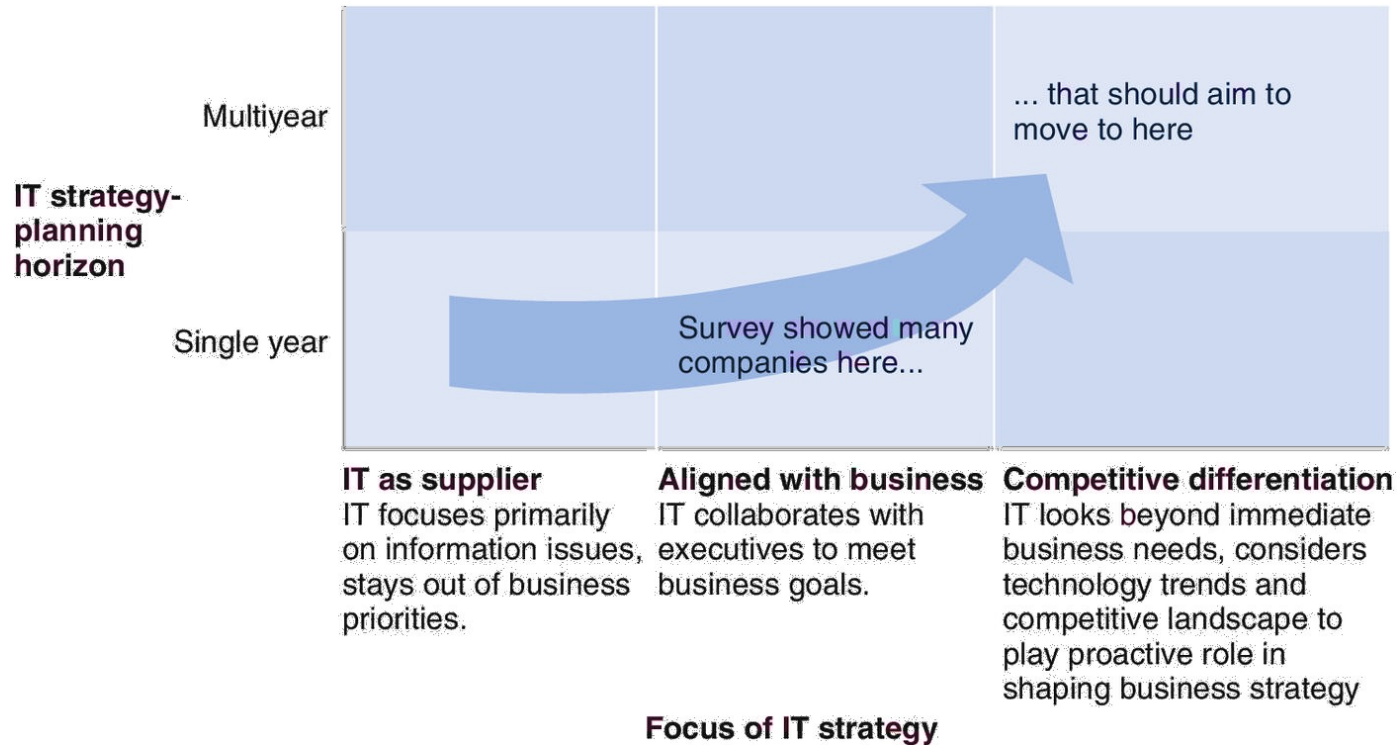 Multiyear
... that should aim to
move to here
IT strategy-
planning
horizon
Single year
Survey showed many
companies here...
IT as supplier
IT focuses primarily
on information issues,
stays out of business
priorities.
Aligned with business
IT collaborates with
executives to meet
business goals.
Competitive differentiation
IT looks beyond immediate
business needs, considers
technology trends and
competitive landscape to
play proactive role in
shaping business strategy
Focus of IT strategy